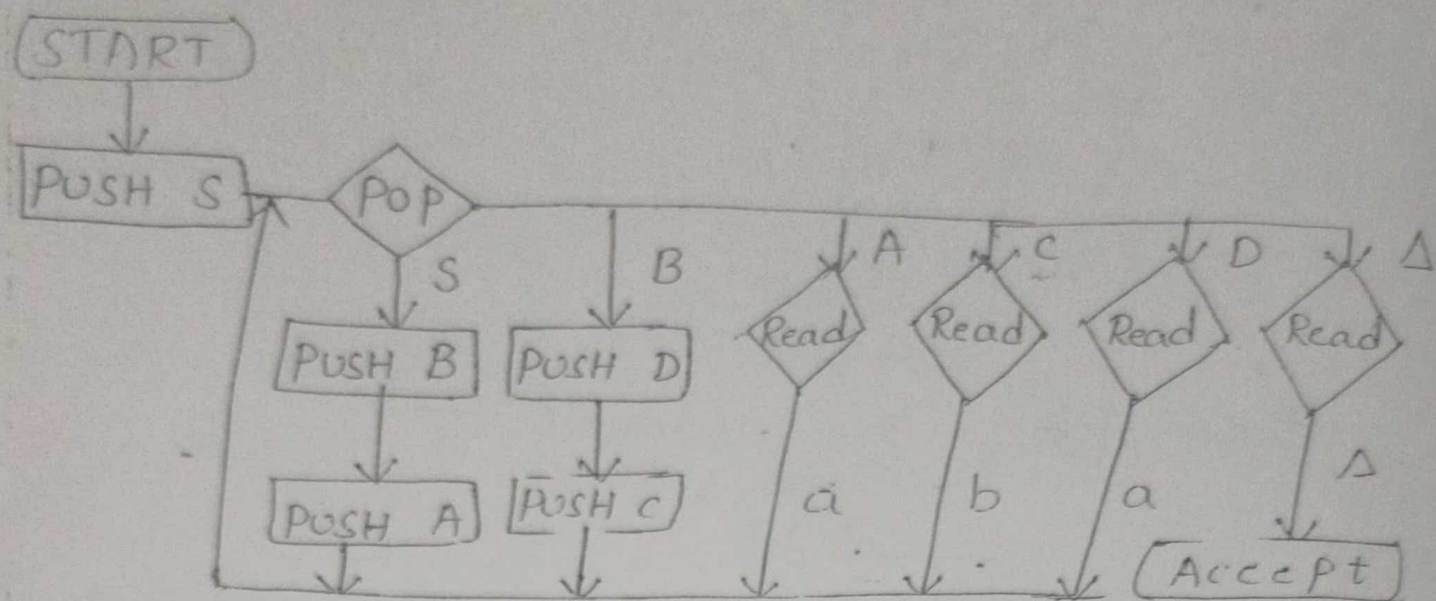 START
PUSH S
POP
S
B
A
C
D
Δ
PUSH B
PUSH D
Read
Read
Read
Read
PUSH A
PUSH C
a
b
a
Δ
Accept